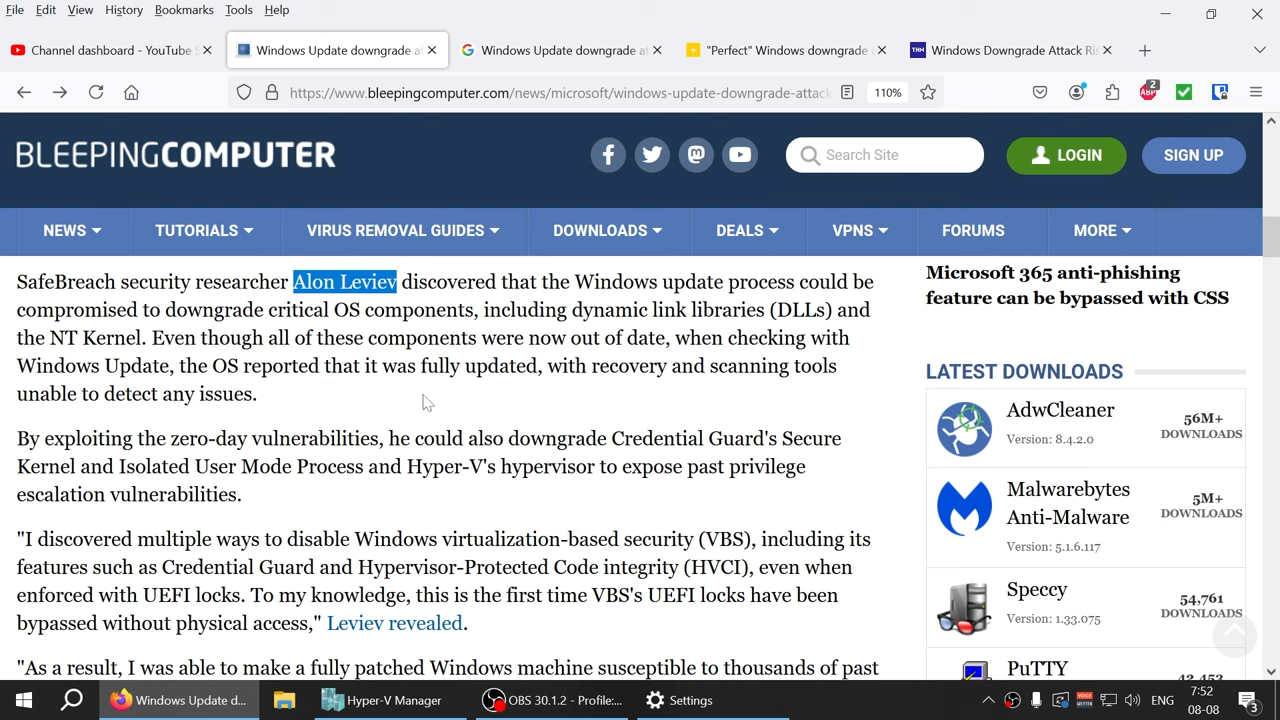 File Edit View History Bookmarks Tools Help
Channel dashboard - YouTube S
Windows Update downgrade at
Windows Update downgrade at
"Perfect" Windows downgrade a
THN Windows Downgrade Attack Ris
https://www.bleepingcomputer.com/news/microsoft/windows-update-downgrade-attack
110%
ABP 2
BLEEPINGCOMPUTER
Search Site
LOGIN
SIGN UP
NEWS TUTORIALS VIRUS REMOVAL GUIDES DOWNLOADS DEALS VPNS FORUMS MORE
SafeBreach security researcher Alon Leviev discovered that the Windows update process could be
compromised to downgrade critical OS components, including dynamic link libraries (DLLs) and
the NT Kernel. Even though all of these components were now out of date, when checking with
Windows Update, the OS reported that it was fully updated, with recovery and scanning tools
unable to detect any issues.
By exploiting the zero-day vulnerabilities, he could also downgrade Credential Guard's Secure
Kernel and Isolated User Mode Process and Hyper-V's hypervisor to expose past privilege
escalation vulnerabilities.
"I discovered multiple ways to disable Windows virtualization-based security (VBS), including its
features such as Credential Guard and Hypervisor-Protected Code integrity (HVCI), even when
enforced with UEFI locks. To my knowledge, this is the first time VBS's UEFI locks have been
bypassed without physical access," Leviev revealed.
"As a result, I was able to make a fully patched Windows machine susceptible to thousands of past
Microsoft 365 anti-phishing
feature can be bypassed with CSS
LATEST DOWNLOADS
AdwCleaner
Version: 8.4.2.0
56M+
DOWNLOADS
Malwarebytes
Anti-Malware
Version: 5.1.6.117
5M+
DOWNLOADS
Speccy
Version: 1.33.075
54,761
DOWNLOADS
PuTTY
Windows Update d...
Hyper-V Manager
OBS 30.1.2 - Profile:...
Settings
ENG
7:52
08-08
3